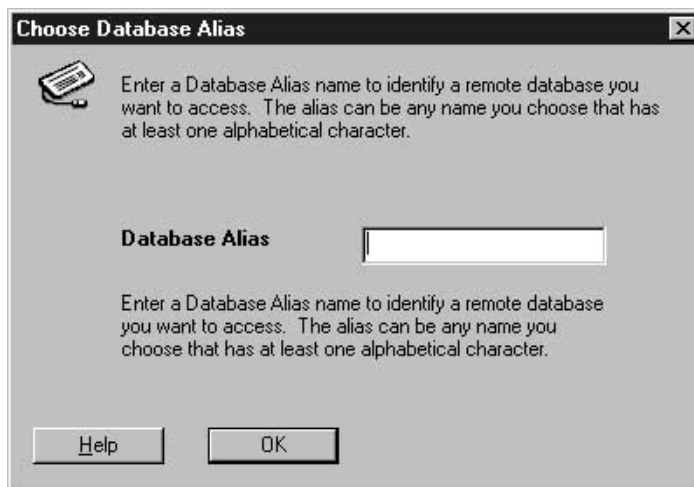 Choose Database Alias
Enter a Database Alias name to identify a remote database you
want to access. The alias can be any name you choose that has
at least one alphabetical character.
Database Alias
Enter a Database Alias name to identify a remote database
you want to access. The alias can be any name you
choose that has at least one alphabetical character.
Help
OK